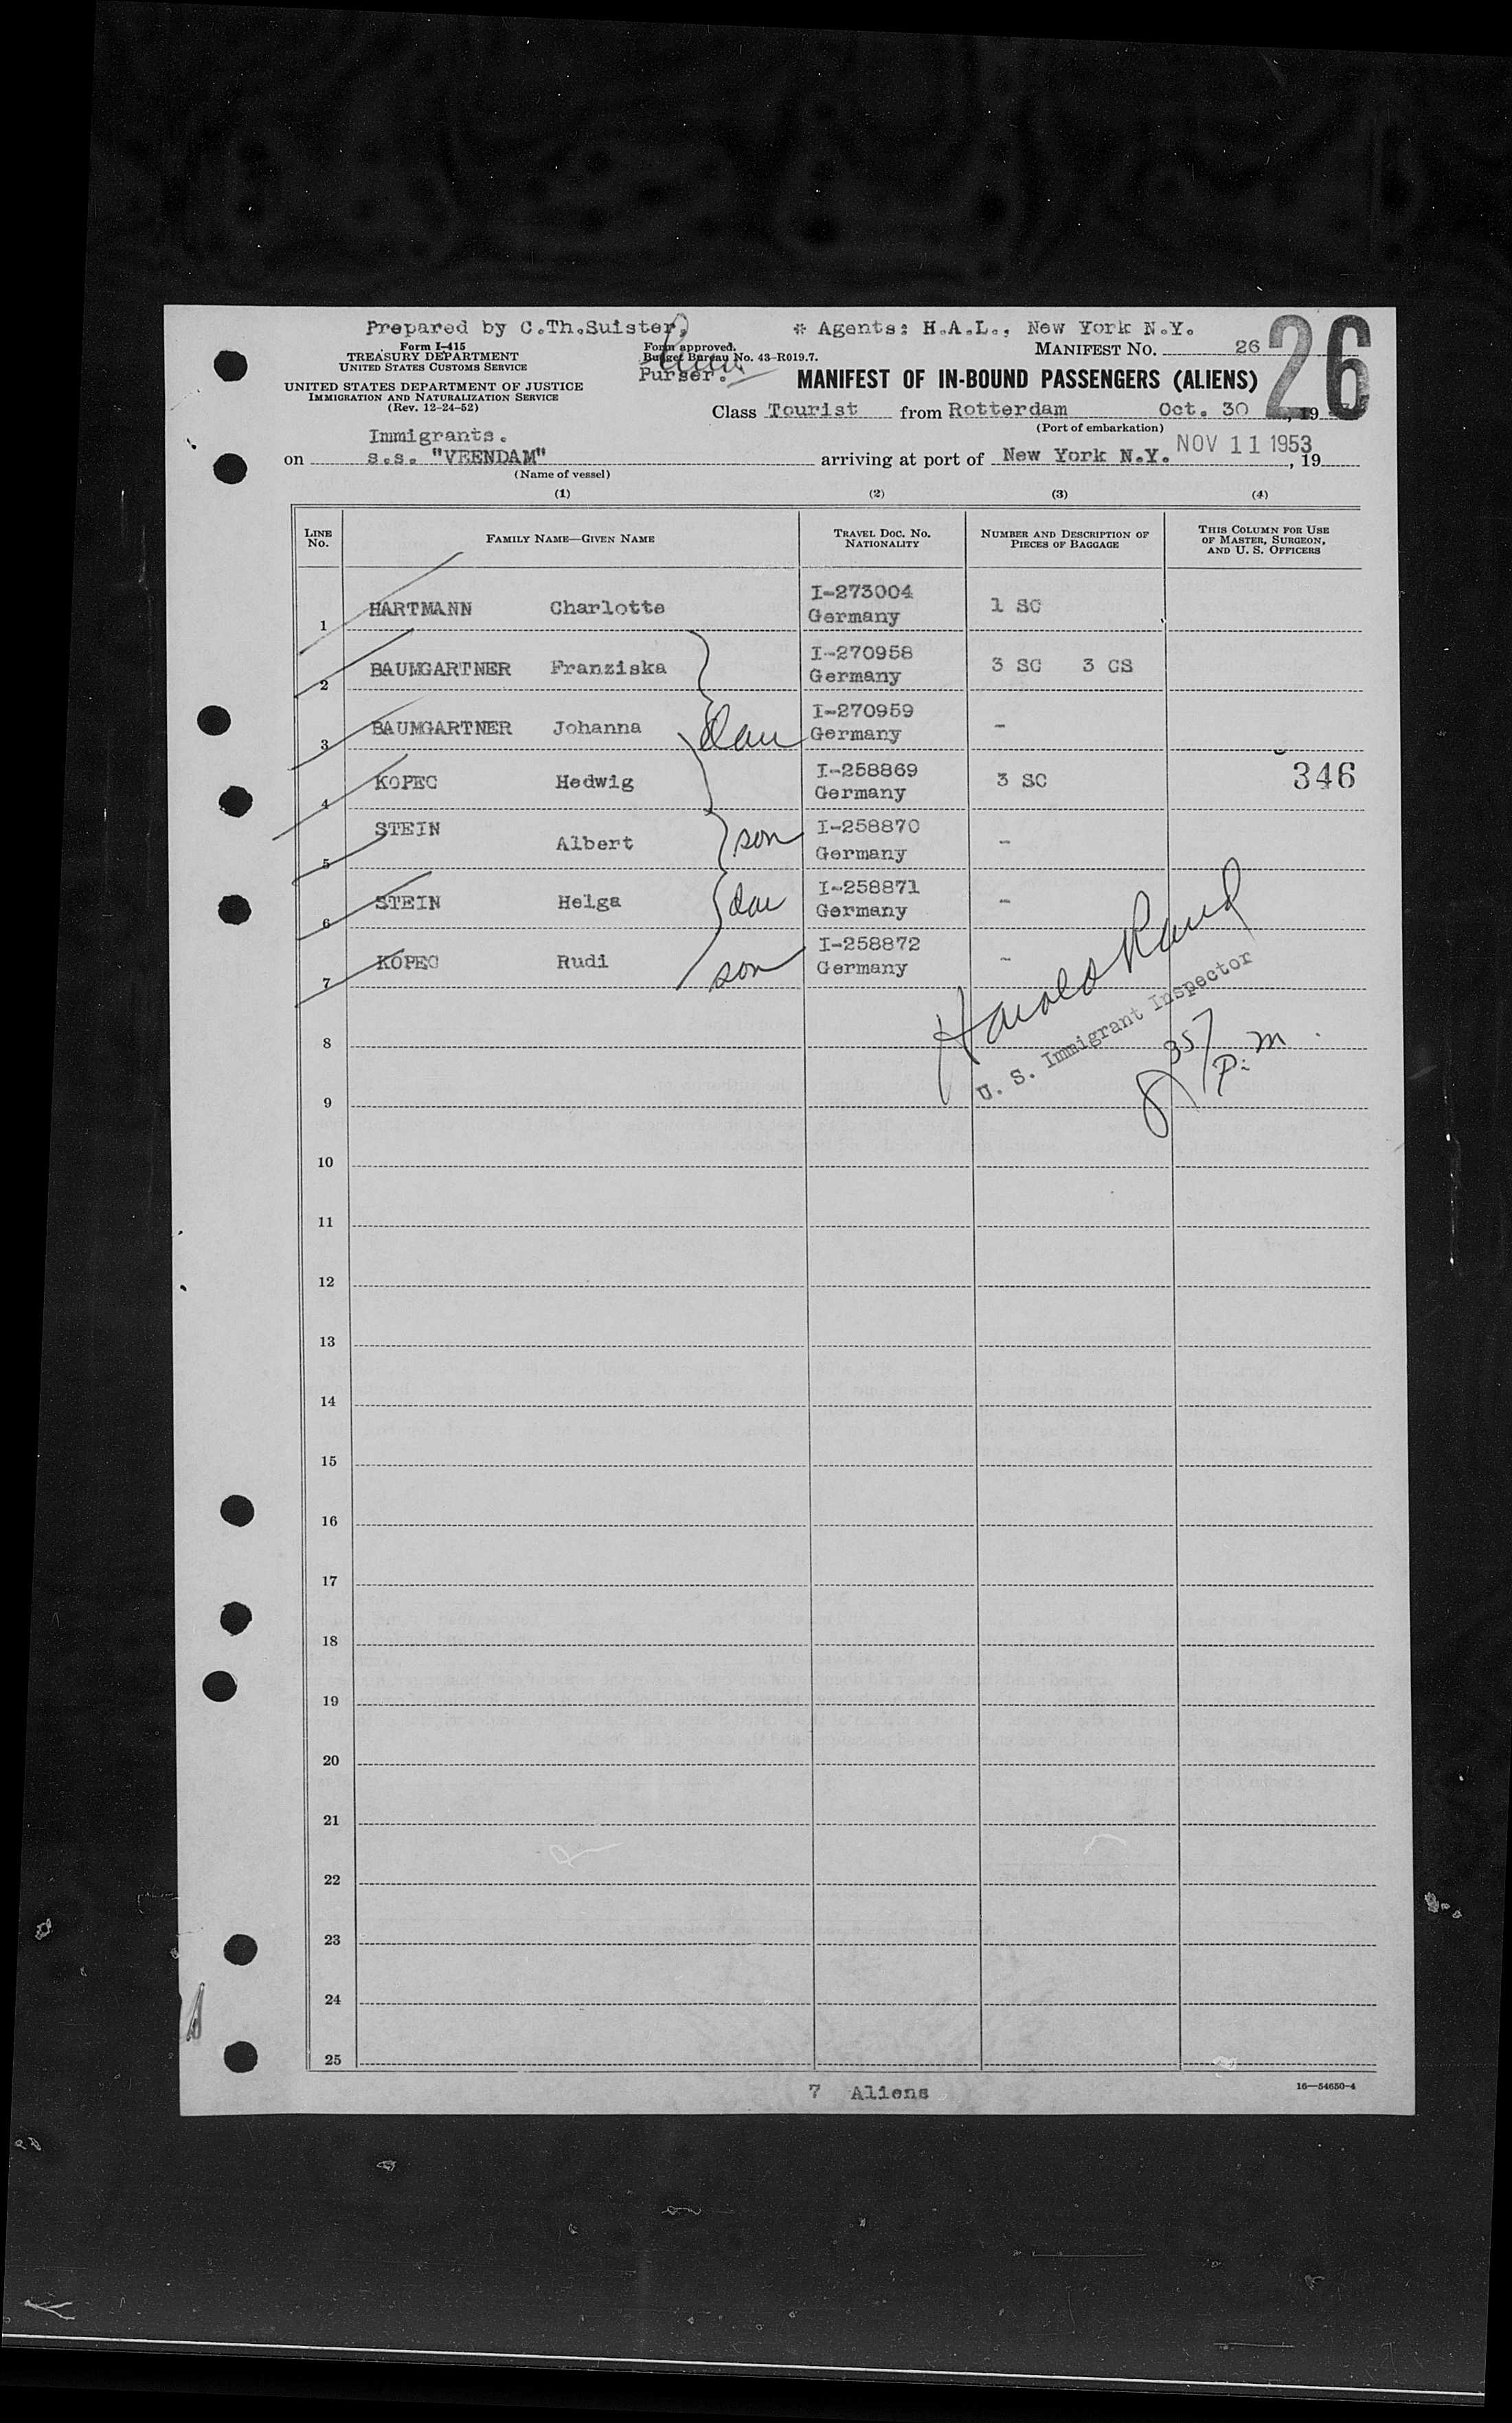 Prepared by C.Th.Suister,
* Agents: H.A.L., New York N.Y.
Form I-415
TREASURY DEPARTMENT
UNITED STATES CUSTOMS SERVICE
UNITED STATES DEPARTMENT OF JUSTICE
IMMIGRATION AND NATURALIZATION SERVICE
(Rev. 12-24-52)
Form approved.
Budget Bureau No. 43-R019.7.
Purser.
MANIFEST NO. 26
26
MANIFEST OF IN-BOUND PASSENGERS (ALIENS)
Class Tourist from Rotterdam Oct. 30, 19
(Port of embarkation)
Immigrants.
on s.s. "VEENDAM" arriving at port of New York N.Y. NOV 11 1953, 19
(Name of vessel)
(1) (2) (3) (4)
LINE NO. FAMILY NAME—GIVEN NAME TRAVEL DOC. NO. NATIONALITY NUMBER AND DESCRIPTION OF PIECES OF BAGGAGE THIS COLUMN FOR USE OF MASTER, SURGEON, AND U. S. OFFICERS
1 HARTMANN Charlotte I-273004 Germany 1 SC
2 BAUMGARTNER Franziska I-270958 Germany 3 SC 3 CS
3 BAUMGARTNER Johanna dau I-270959 Germany -
4 KOPEC Hedwig I-258869 Germany 3 SC 346
5 STEIN Albert son I-258870 Germany -
6 STEIN Helga dau I-258871 Germany -
7 KOPEC Rudi son I-258872 Germany -
Harold Rand
U. S. Immigrant Inspector
8 35/ p.m.
8
9
10
11
12
13
14
15
16
17
18
19
20
21
22
23
24
25
7 Aliens
16—54650-4